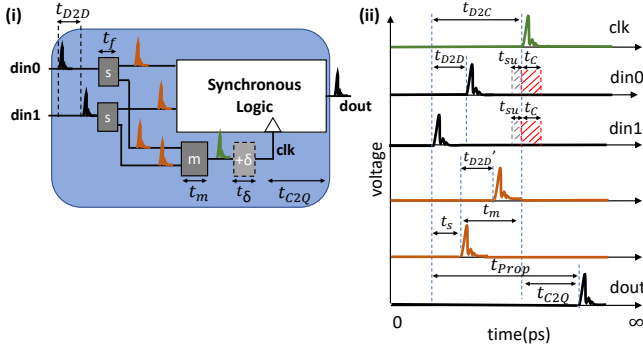 (i)
t_{D2D}
t_f
din0
s
din1
s
Synchronous
Logic
dout
clk
m
+δ
t_m
t_δ
t_{C2Q}
(ii)
t_{D2C}
clk
t_{D2D}
t_{su}
t_C
din0
t_{su}
t_C
din1
t_{D2D}'
t_m
t_s
t_{Prop}
t_{C2Q}
dout
voltage
0
time(ps)
∞